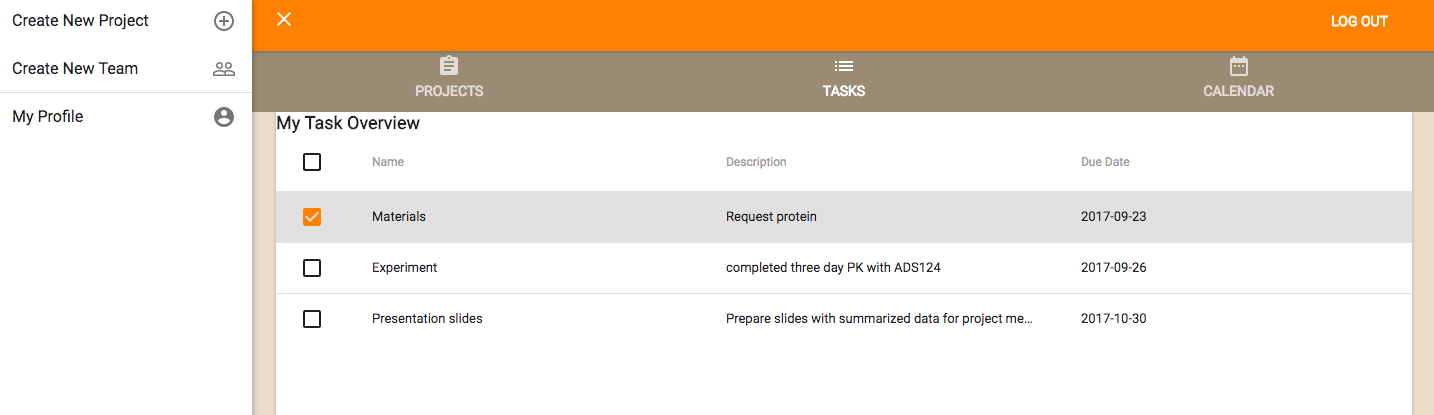 Create New Project
LOG OUT
Create New Team
PROJECTS
TASKS
CALENDAR
My Profile
My Task Overview
Name Description Due Date
Materials Request protein 2017-09-23
Experiment completed three day PK with ADS124 2017-09-26
Presentation slides Prepare slides with summarized data for project me... 2017-10-30